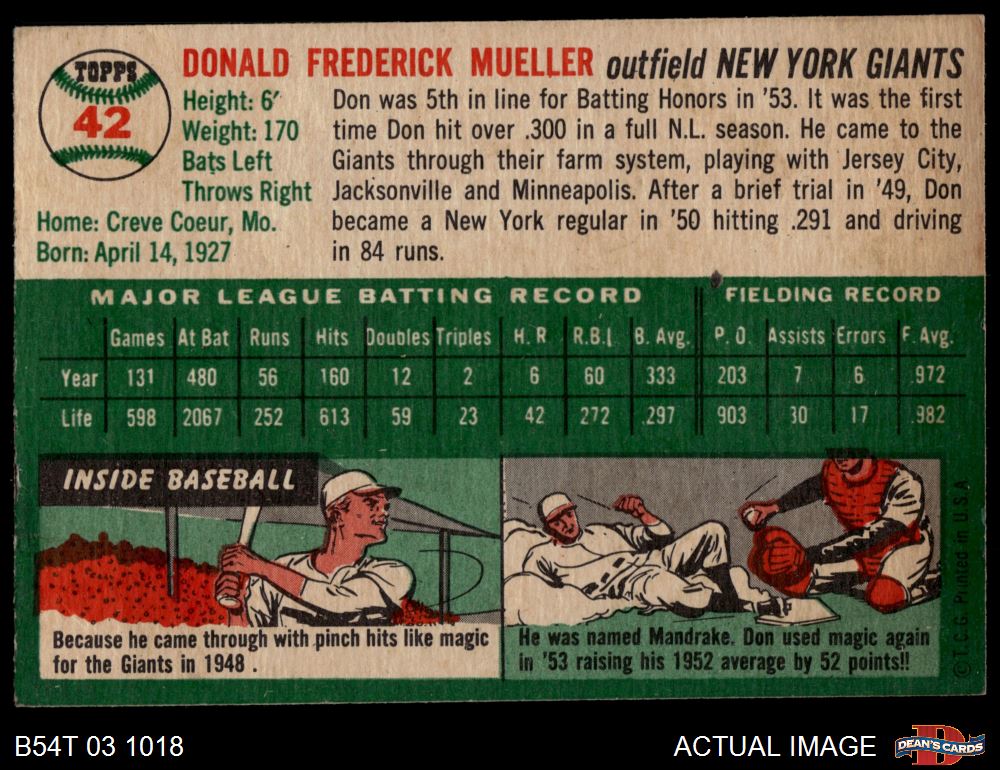 TOPPS
42
DONALD FREDERICK MUELLER outfield NEW YORK GIANTS
Height: 6'
Weight: 170
Bats Left
Throws Right
Home: Creve Coeur, Mo.
Born: April 14, 1927
Don was 5th in line for Batting Honors in '53. It was the first
time Don hit over .300 in a full N.L. season. He came to the
Giants through their farm system, playing with Jersey City,
Jacksonville and Minneapolis. After a brief trial in '49, Don
became a New York regular in '50 hitting .291 and driving
in 84 runs.
MAJOR LEAGUE BATTING RECORD FIELDING RECORD
Games At Bat Runs Hits Doubles Triples H. R R.B.I. B. Avg. P. O. Assists Errors F. Avg.
Year 131 480 56 160 12 2 6 60 .333 203 7 6 .972
Life 598 2067 252 613 59 23 42 272 .297 903 30 17 .982
INSIDE BASEBALL
Because he came through with pinch hits like magic
for the Giants in 1948 .
He was named Mandrake. Don used magic again
in '53 raising his 1952 average by 52 points!!
© T.C.G. Printed in U.S.A
B54T 03 1018
ACTUAL IMAGE
DEAN'S CARDS